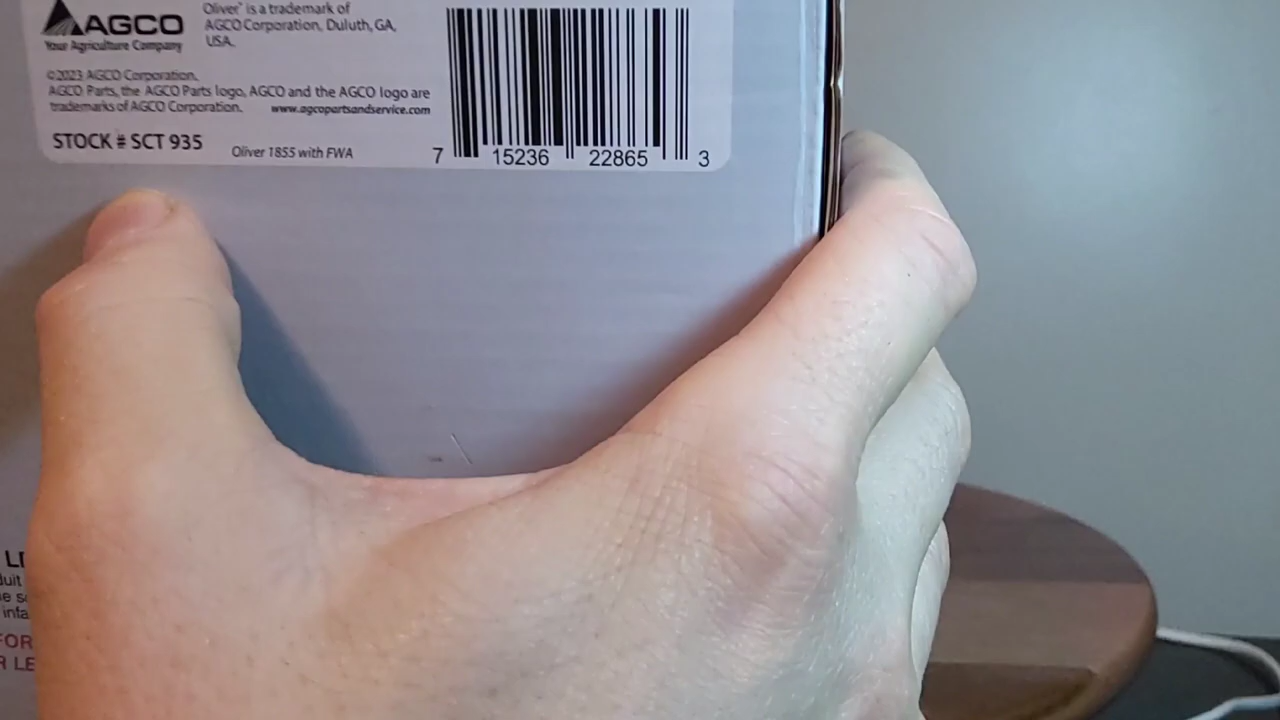 AGCO
Your Agriculture Company
Oliver® is a trademark of
AGCO Corporation, Duluth, GA,
USA.
©2023 AGCO Corporation.
AGCO Parts, the AGCO Parts logo, AGCO and the AGCO logo are
trademarks of AGCO Corporation. www.agcopartsandservice.com
STOCK # SCT 935 Oliver 1855 with FWA
7 15236 22865 3